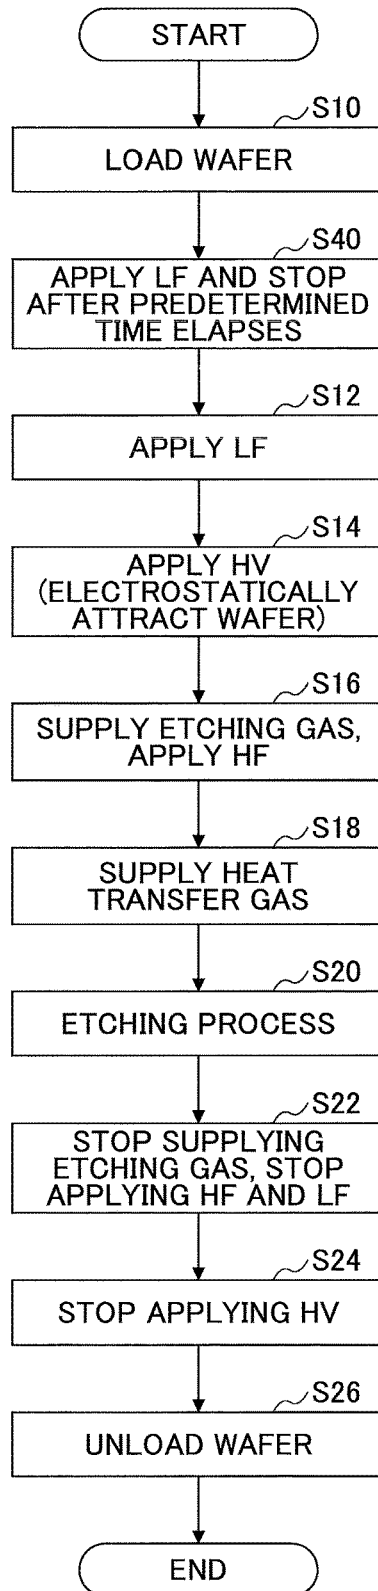 START
S10
LOAD WAFER
S40
APPLY LF AND STOP
AFTER PREDETERMINED
TIME ELAPSES
S12
APPLY LF
S14
APPLY HV
(ELECTROSTATICALLY
ATTRACT WAFER)
S16
SUPPLY ETCHING GAS,
APPLY HF
S18
SUPPLY HEAT
TRANSFER GAS
S20
ETCHING PROCESS
S22
STOP SUPPLYING
ETCHING GAS, STOP
APPLYING HF AND LF
S24
STOP APPLYING HV
S26
UNLOAD WAFER
END